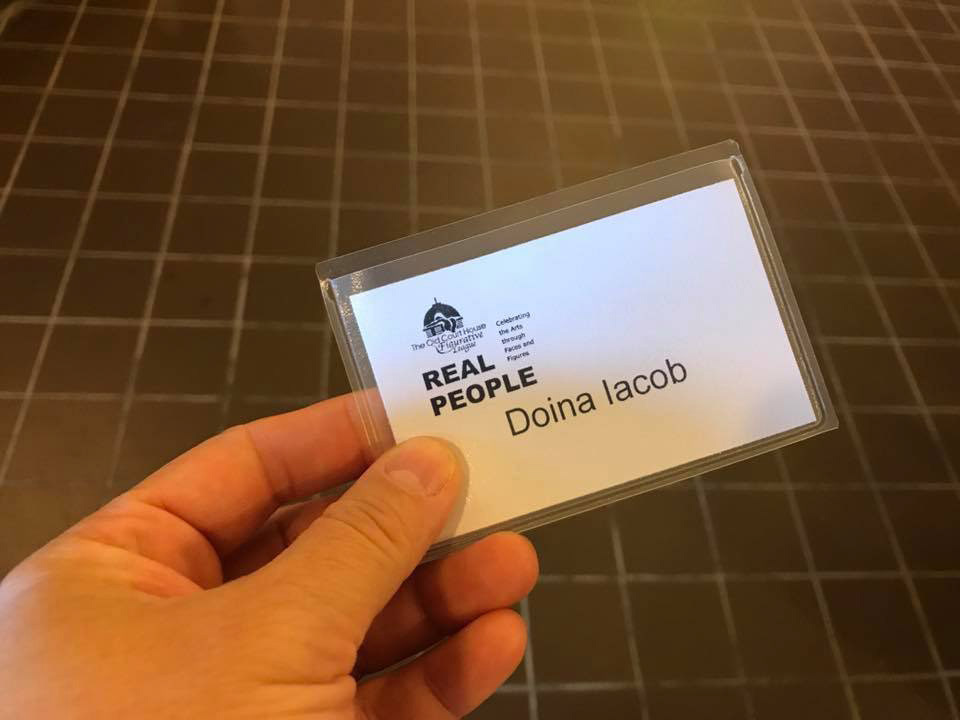 The Old Court House
Figurative
League
Celebrating
the Arts
through
Faces and
Figures
REAL
PEOPLE
Doina Iacob